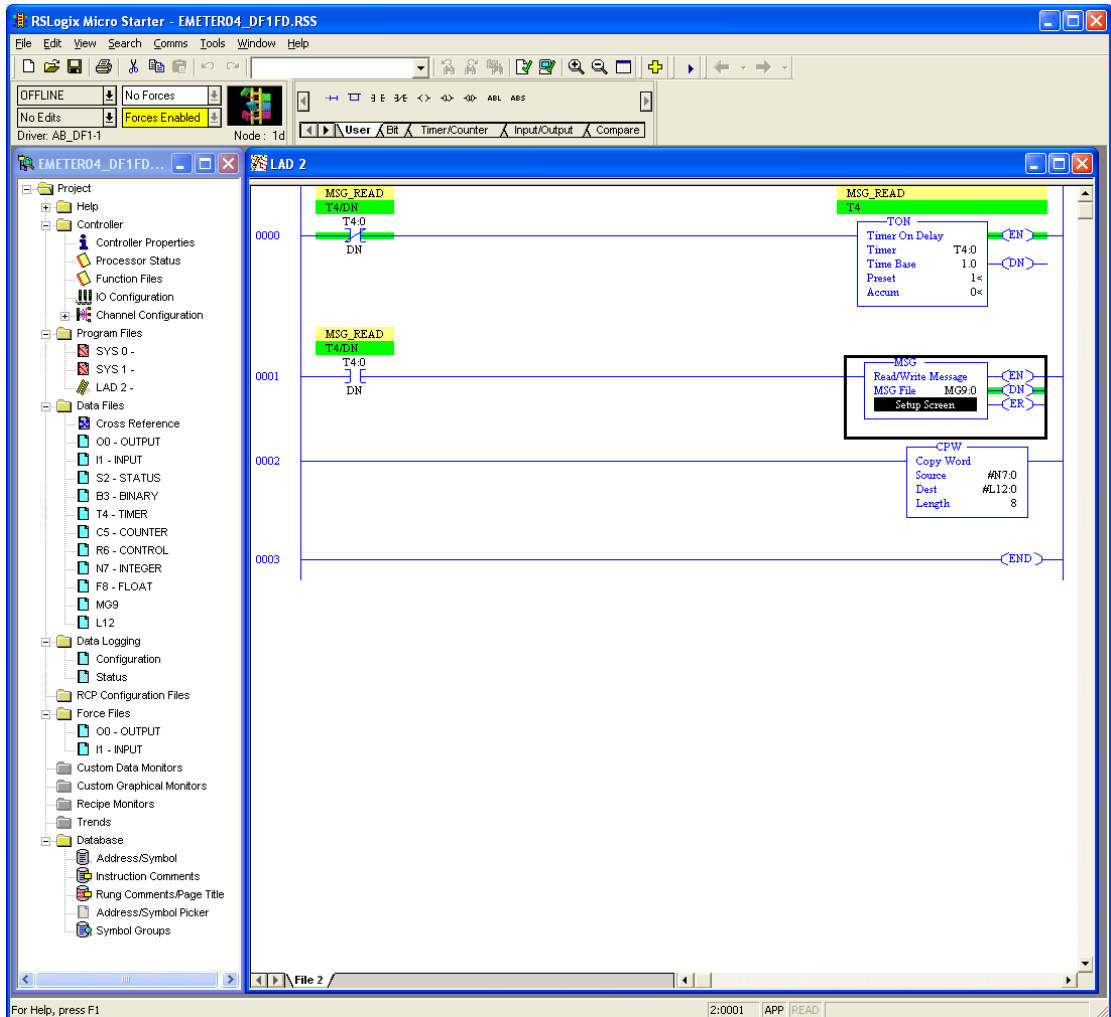 RSLogix Micro Starter - EMETER04_DF1FD.RSS
File Edit View Search Comms Tools Window Help
OFFLINE No Forces
No Edits Forces Enabled
Driver: AB_DF1-1 Node : 1d
ABL ABS
User Bit Timer/Counter Input/Output Compare
EMETER04_DF1FD...
Project
Help
Controller
Controller Properties
Processor Status
Function Files
IO Configuration
Channel Configuration
Program Files
SYS 0 -
SYS 1 -
LAD 2 -
Data Files
Cross Reference
O0 - OUTPUT
I1 - INPUT
S2 - STATUS
B3 - BINARY
T4 - TIMER
C5 - COUNTER
R6 - CONTROL
N7 - INTEGER
F8 - FLOAT
MG9
L12
Data Logging
Configuration
Status
RCP Configuration Files
Force Files
O0 - OUTPUT
I1 - INPUT
Custom Data Monitors
Custom Graphical Monitors
Recipe Monitors
Trends
Database
Address/Symbol
Instruction Comments
Rung Comments/Page Title
Address/Symbol Picker
Symbol Groups
LAD 2
MSG_READ
T4/DN
T4:0
DN
0000
MSG_READ
T4
TON
Timer On Delay
Timer T4:0
Time Base 1.0
Preset 1<
Accum 0<
EN
DN
MSG_READ
T4/DN
T4:0
DN
0001
MSG
Read/Write Message
MSG File MG9:0
Setup Screen
EN
DN
ER
0002
CPW
Copy Word
Source #N7:0
Dest #L12:0
Length 8
0003
END
File 2
For Help, press F1
2:0001 APP READ